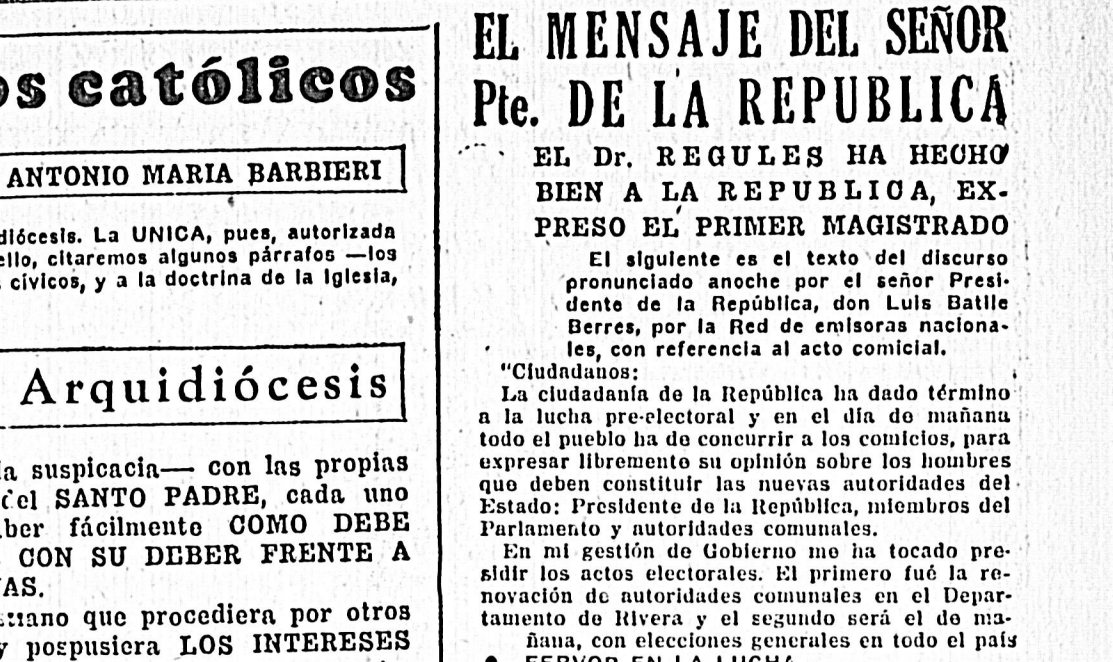 os católicos
ANTONIO MARIA BARBIERI
diócesis. La UNICA, pues, autorizada
ello, citaremos algunos párrafos —los
cívicos, y a la doctrina de la Iglesia,
Arquidiócesis
la suspicacia— con las propias
del SANTO PADRE, cada uno
ber fácilmente COMO DEBE
CON SU DEBER FRENTE A
AS.
ano que procediera por otros
y pospusiera LOS INTERESES
EL MENSAJE DEL SEÑOR
Pte. DE LA REPUBLICA
EL Dr. REGULES HA HECHO
BIEN A LA REPUBLICA, EX-
PRESO EL PRIMER MAGISTRADO
El siguiente es el texto del discurso
pronunciado anoche por el señor Presi-
dente de la República, don Luis Batlle
Berres, por la Red de emisoras naciona-
les, con referencia al acto comicial.
"Ciudadanos:
La ciudadanía de la República ha dado término
a la lucha pre-electoral y en el día de mañana
todo el pueblo ha de concurrir a los comicios, para
expresar libremente su opinión sobre los hombres
que deben constituir las nuevas autoridades del
Estado: Presidente de la República, miembros del
Parlamento y autoridades comunales.
En mi gestión de Gobierno me ha tocado pre-
sidir los actos electorales. El primero fué la re-
novación de autoridades comunales en el Depar-
tamento de Rivera y el segundo será el de ma-
ñana, con elecciones generales en todo el país
FERVOR EN LA LUCHA